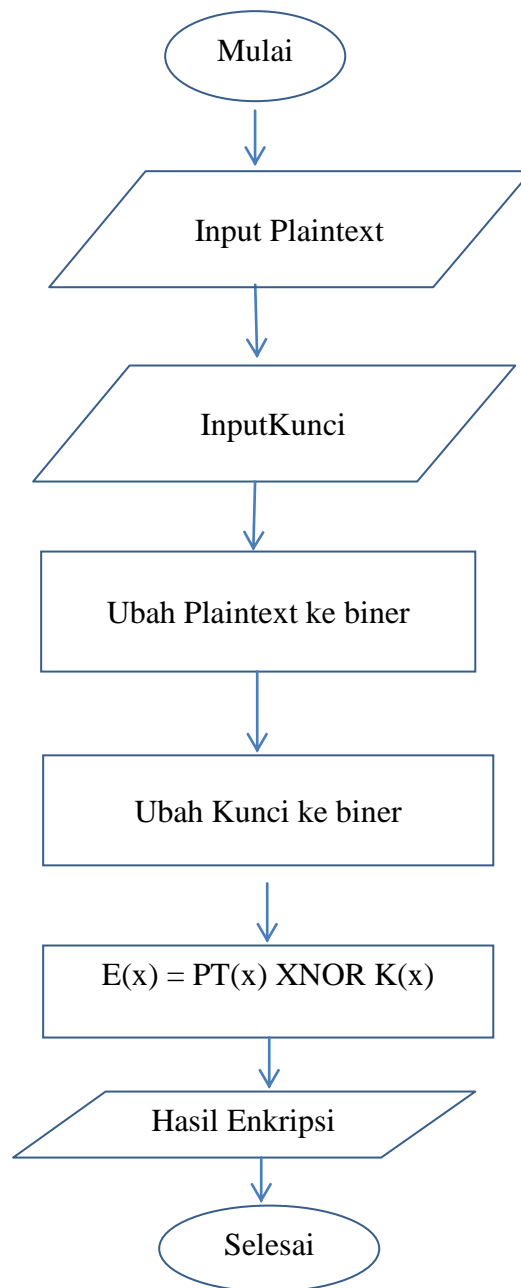 Mulai
Input Plaintext
InputKunci
Ubah Plaintext ke biner
Ubah Kunci ke biner
E(x) = PT(x) XNOR K(x)
Hasil Enkripsi
Selesai